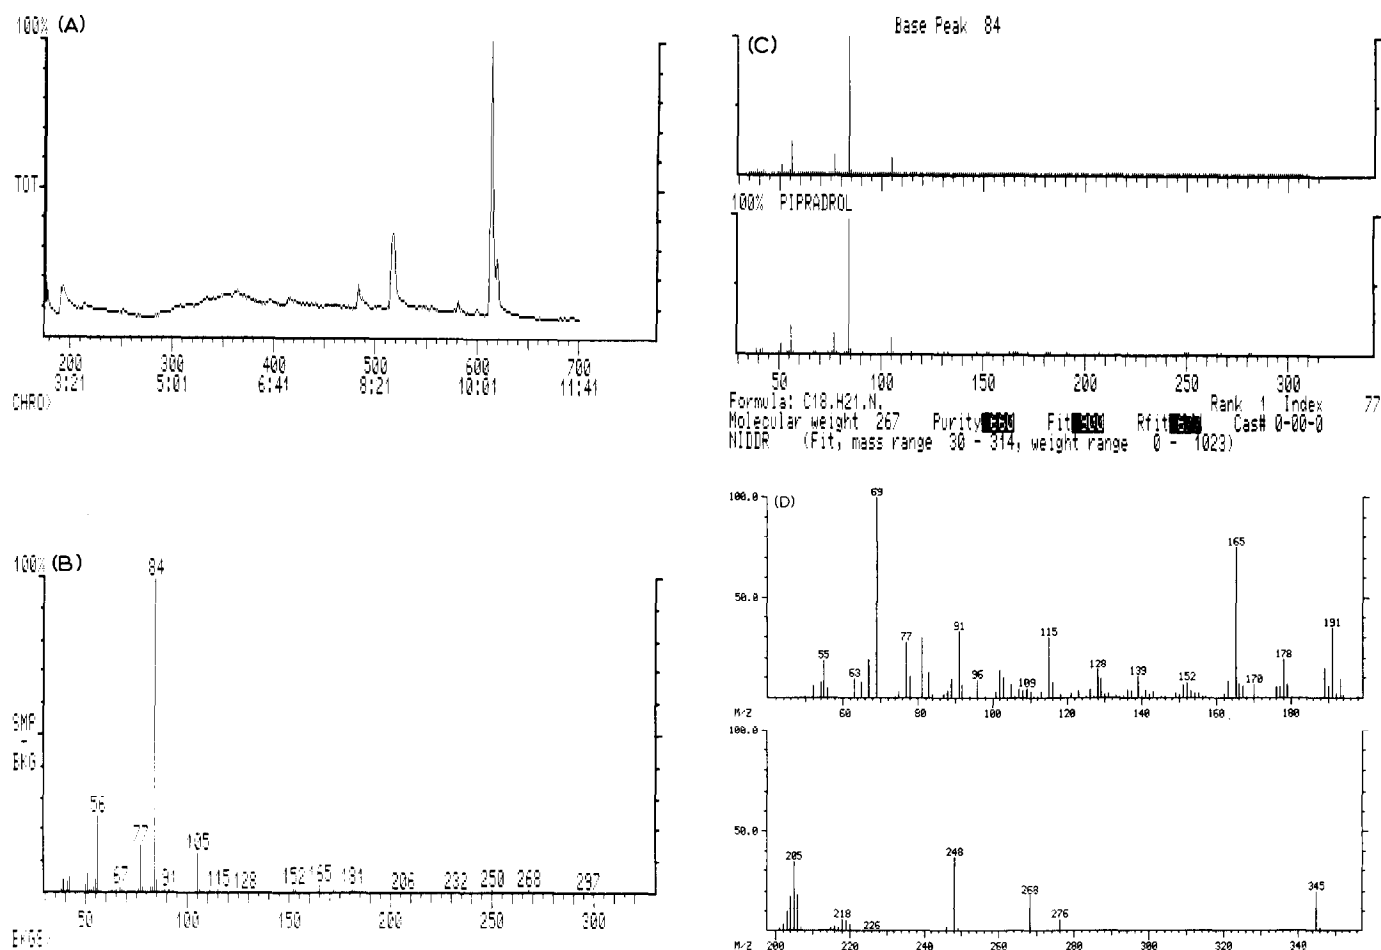 100% (A)
TOT
200 300 400 500 600 700
3:21 5:01 6:41 8:21 10:01 11:41
CHRO>
100% (B)
84
SMP
-
BKG
56
77
105
67 91 115 128 152 165 181 206 232 250 268 297
50 100 150 200 250 300
Base Peak 84
(C)
100% PIPRADROL
50 100 150 200 250 300
Formula: C18.H21.N. Rank 1 Index 77
Molecular weight 267 Purity Fit Rfit Cas# 0-00-0
NIDDR (Fit, mass range 30 - 314, weight range 0 - 1023)
100.0 (D)
50.0
69
165
55 63 77 91 96 109 115 128 139 152 170 178 191
M/Z 60 80 100 120 140 160 180
100.0
50.0
205 218 226 248 268 276 345
M/Z 200 220 240 260 280 300 320 340